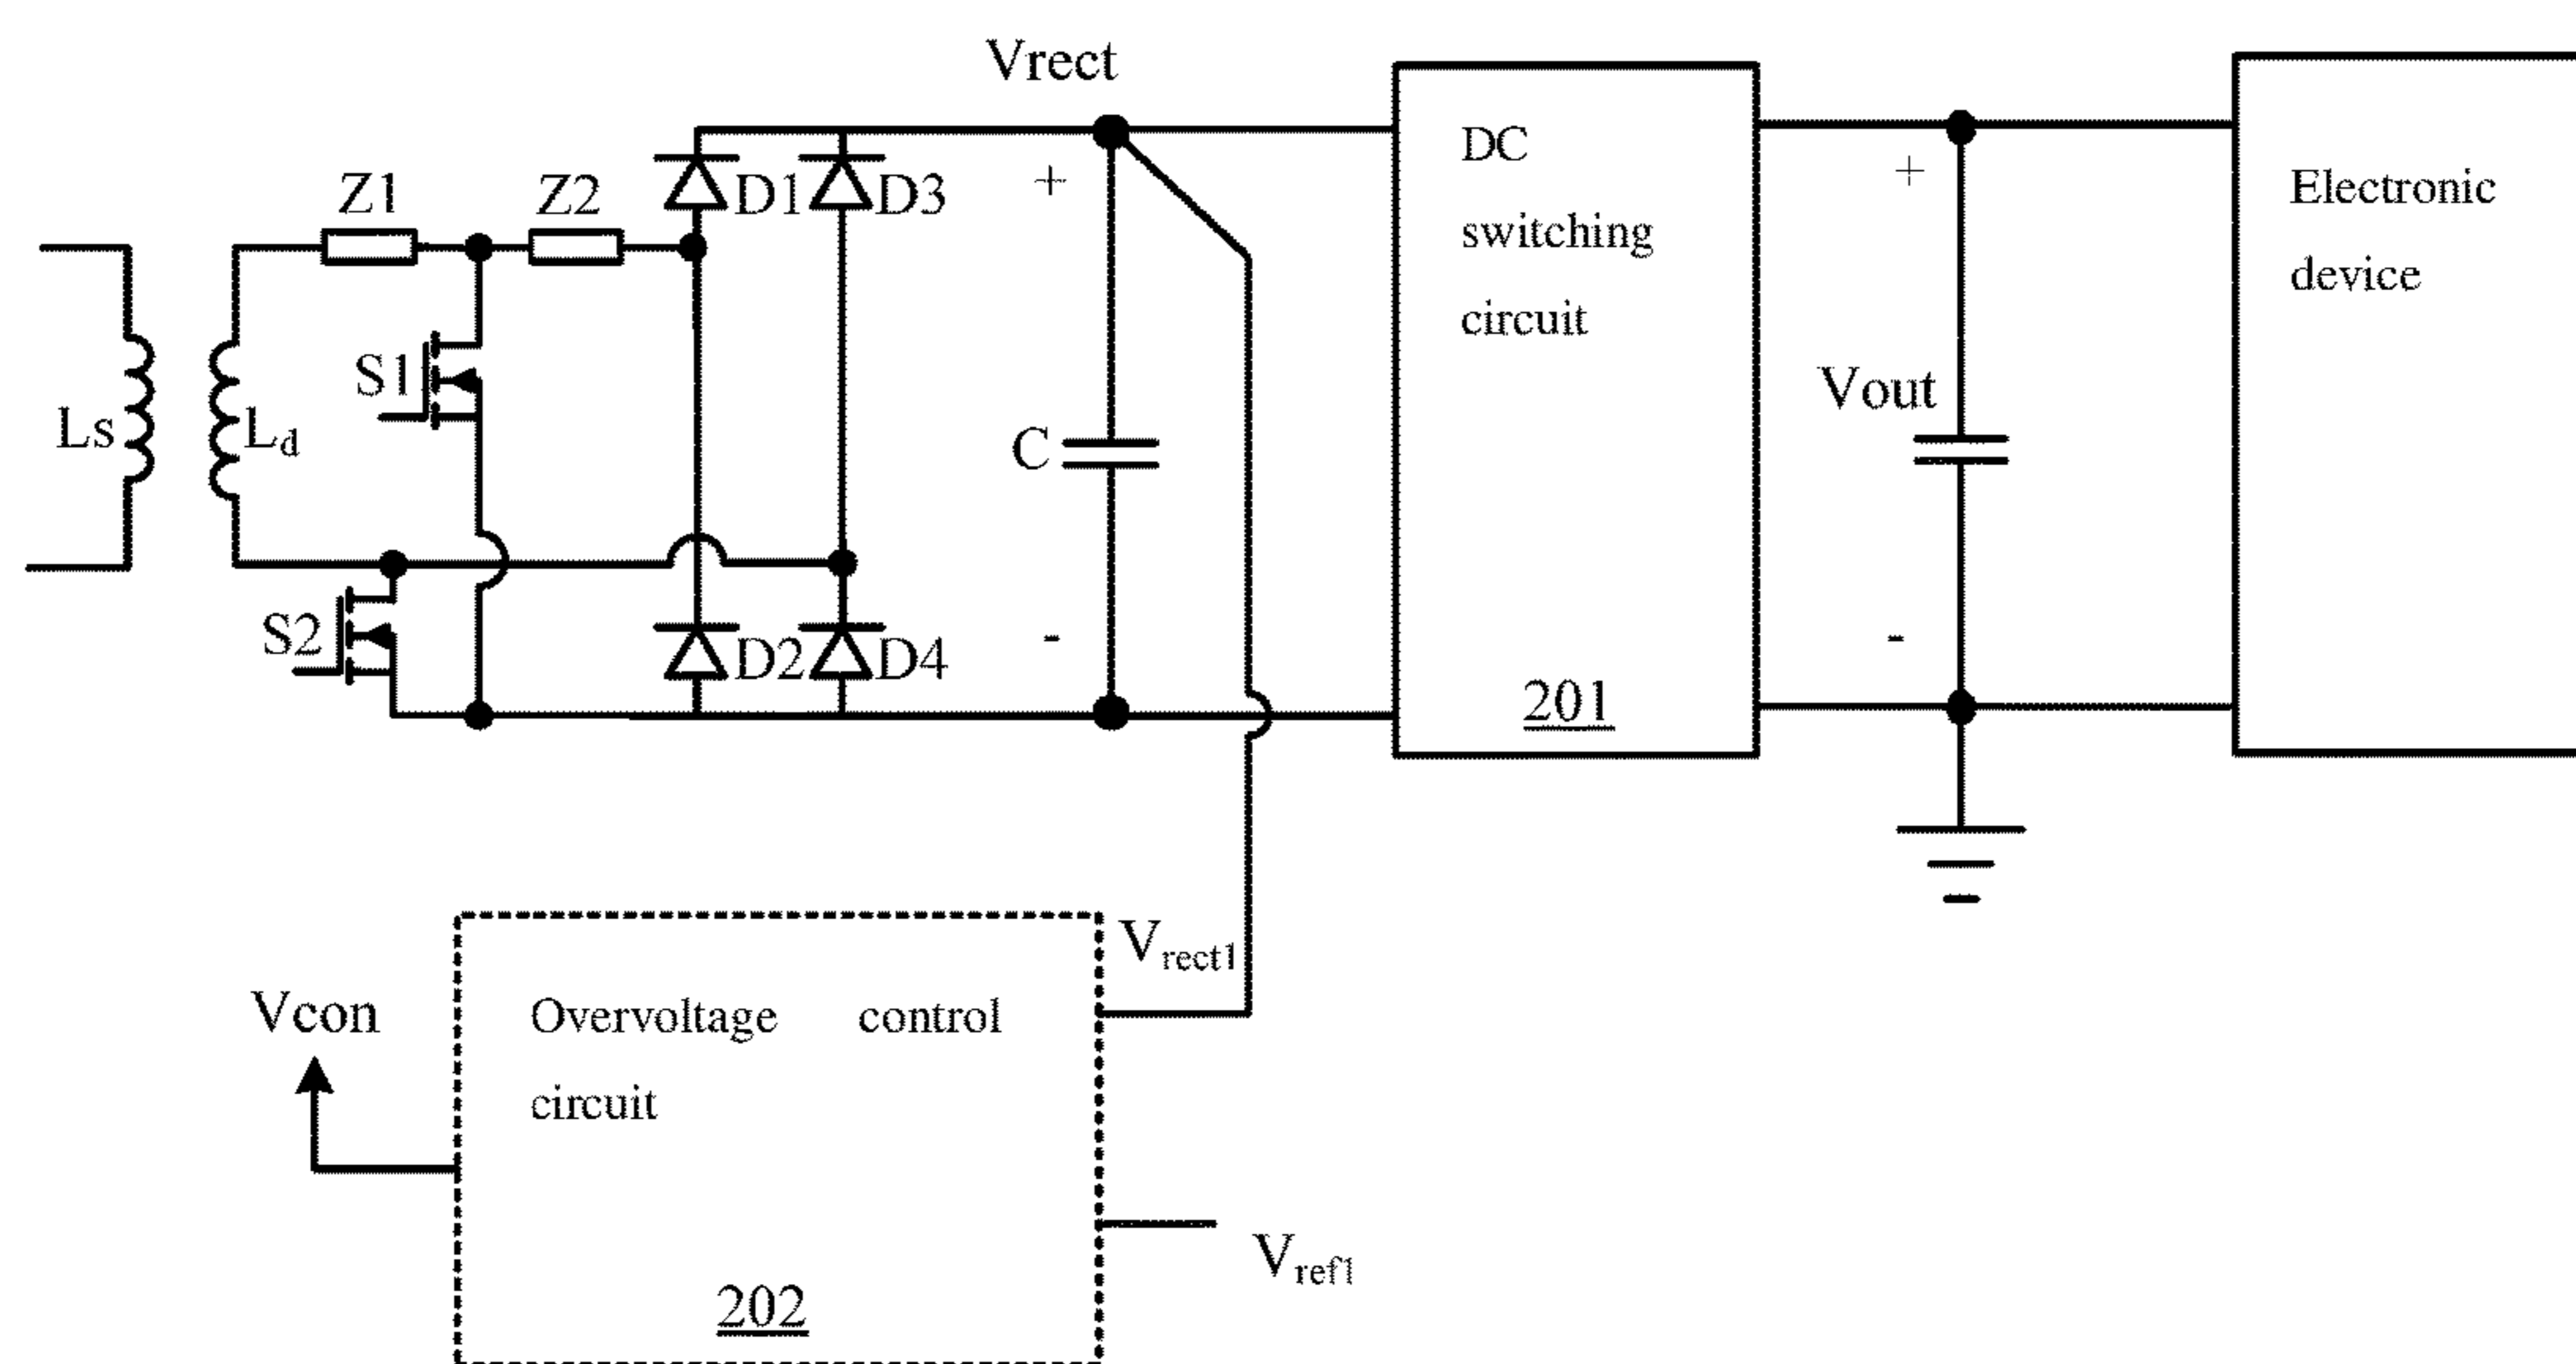 Vrect
Z1
Z2
D1
D3
+
DC
switching
circuit
+
Electronic
device
S1
Ls
Ld
C
Vout
S2
D2
D4
-
-
201
Vrect1
Vcon
Overvoltage control
circuit
Vref1
202